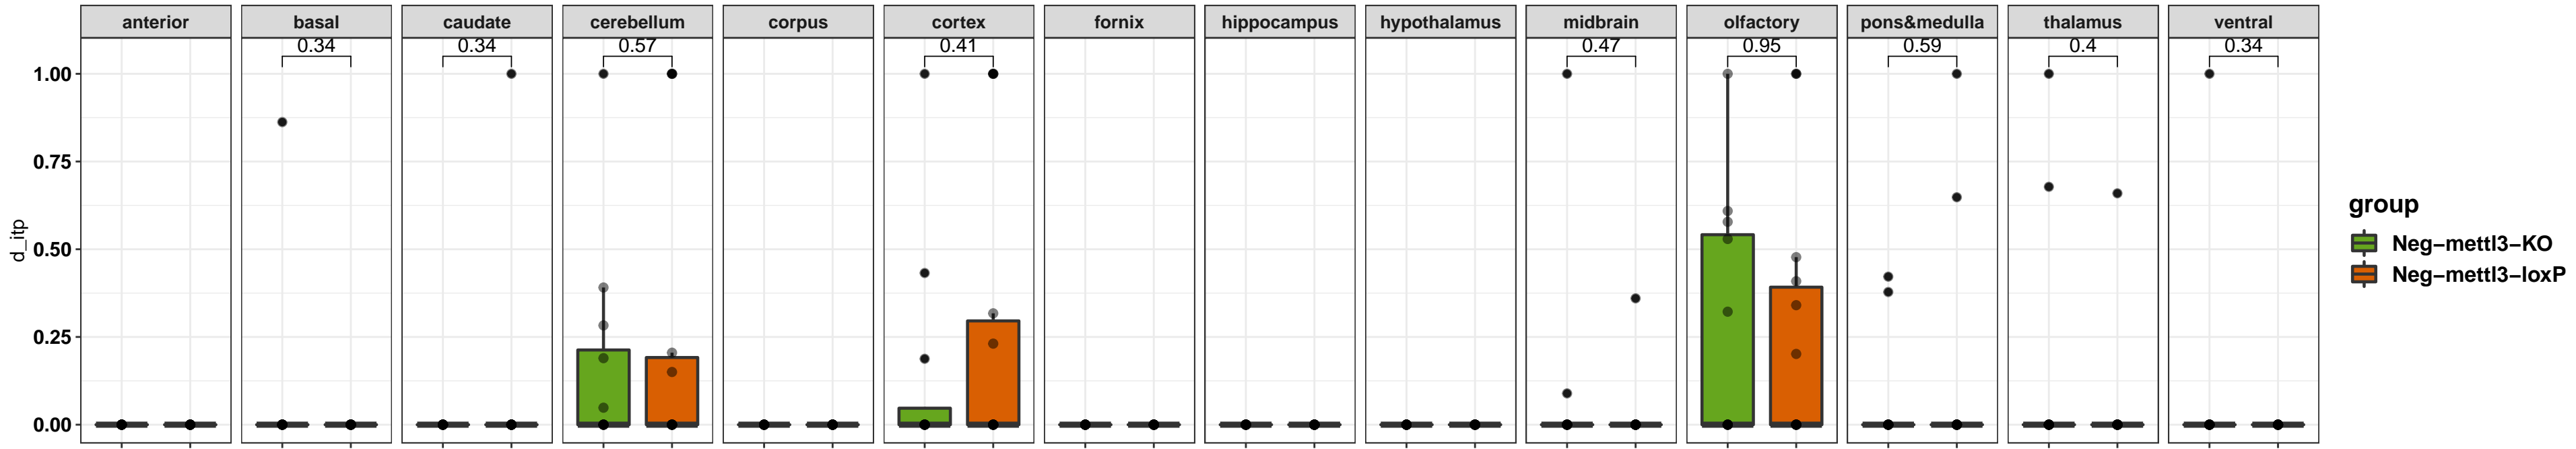 anterior basal caudate cerebellum corpus cortex fornix hippocampus hypothalamus midbrain olfactory pons&medulla thalamus ventral
0.34 0.34 0.57 0.41 0.47 0.95 0.59 0.4 0.34
1.00
0.75
0.50
0.25
0.00
d_itp
group
Neg−mettl3−KO
Neg−mettl3−loxP